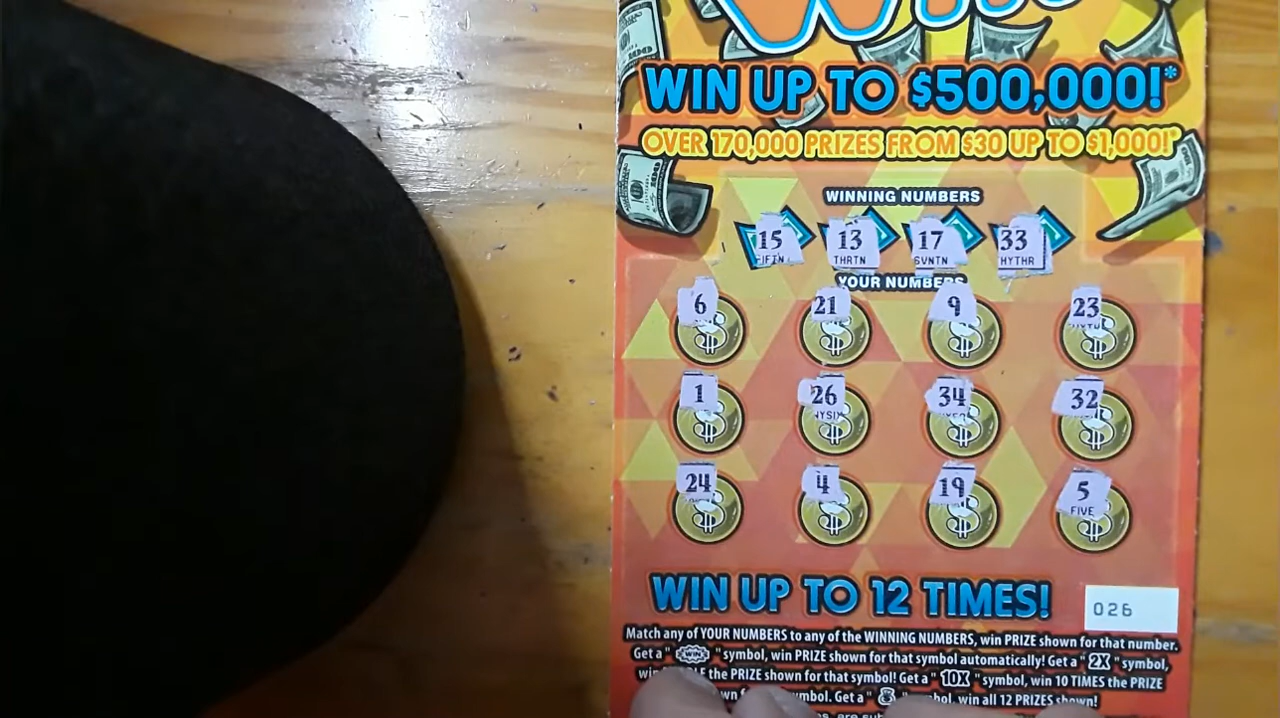 WIN UP TO $500,000!*
OVER 170,000 PRIZES FROM $30 UP TO $1,000!*
WINNING NUMBERS
15 13 17 33
THRTN SVNTN HYTHR
YOUR NUMBERS
6 21 9 23
1 26 34 32
24 4 19 5
FIVE
WIN UP TO 12 TIMES!
026
Match any of YOUR NUMBERS to any of the WINNING NUMBERS, win PRIZE shown for that number.
Get a "WIN" symbol, win PRIZE shown for that symbol automatically! Get a "2X" symbol,
the PRIZE shown for that symbol! Get a "10X" symbol, win 10 TIMES the PRIZE
symbol. Get a " " symbol, win all 12 PRIZES shown!